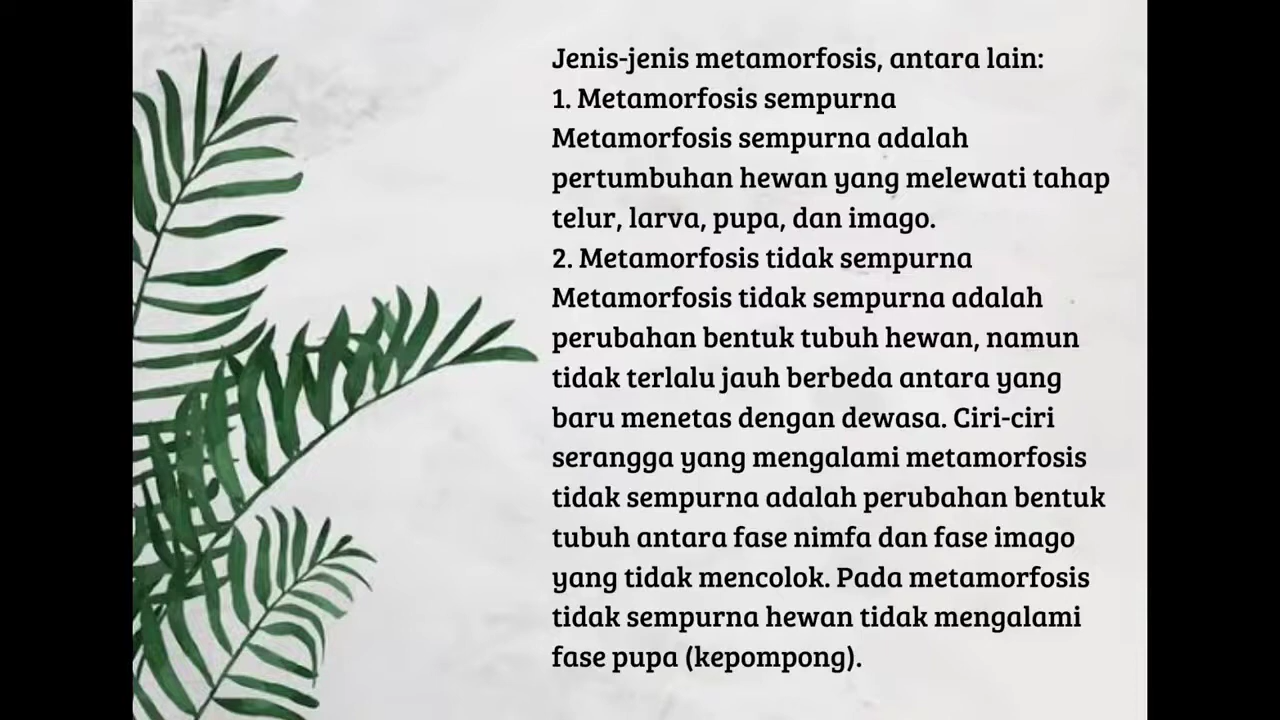 Jenis-jenis metamorfosis, antara lain:
1. Metamorfosis sempurna
Metamorfosis sempurna adalah
pertumbuhan hewan yang melewati tahap
telur, larva, pupa, dan imago.
2. Metamorfosis tidak sempurna
Metamorfosis tidak sempurna adalah
perubahan bentuk tubuh hewan, namun
tidak terlalu jauh berbeda antara yang
baru menetas dengan dewasa. Ciri-ciri
serangga yang mengalami metamorfosis
tidak sempurna adalah perubahan bentuk
tubuh antara fase nimfa dan fase imago
yang tidak mencolok. Pada metamorfosis
tidak sempurna hewan tidak mengalami
fase pupa (kepompong).